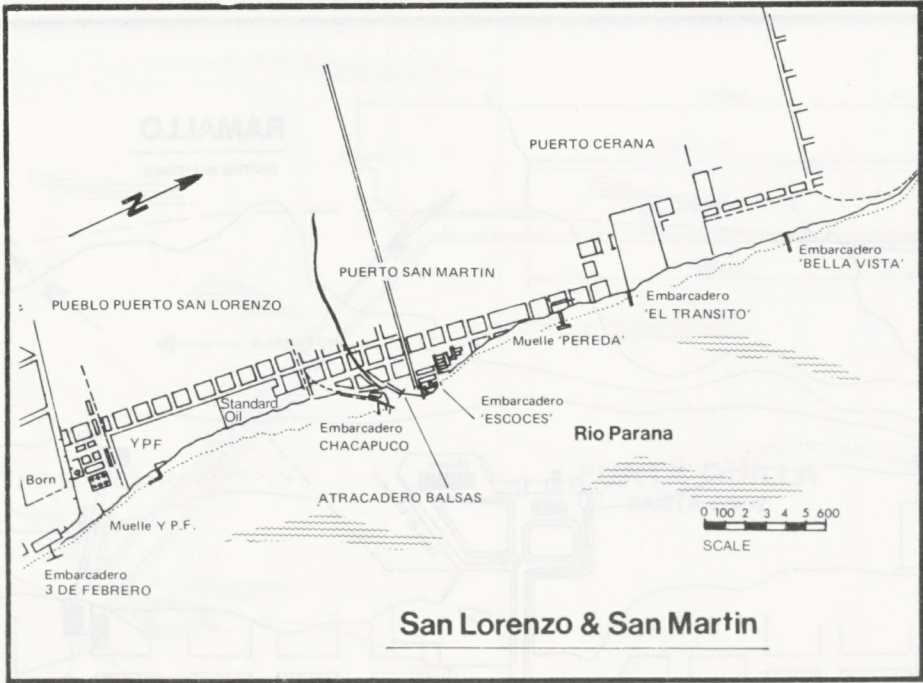 PUERTO CERANA
N
PUERTO SAN MARTIN
PUEBLO PUERTO SAN LORENZO
Embarcadero
'BELLA VISTA'
Embarcadero
'EL TRANSITO'
Muelle 'PEREDA'
Embarcadero
'ESCOCES'
Standard
Oil
Embarcadero
CHACAPUCO
Rio Parana
YPF
Born
ATRACADERO BALSAS
Muelle Y P.F.
0 100 2 3 4 5 600
SCALE
Embarcadero
3 DE FEBRERO
San Lorenzo & San Martin
RAMALLO